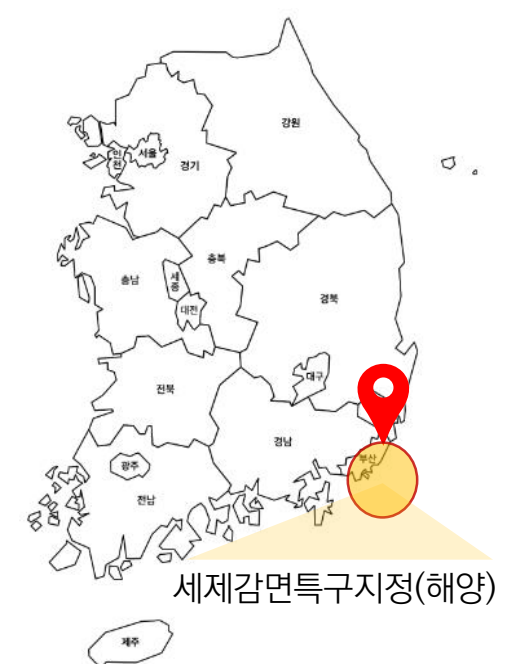 강원
서울
인
천
경기
충북
충남
세
종
대전
경북
대구
전북
경남
부산
광주
전남
세제감면특구지정(해양)
제주